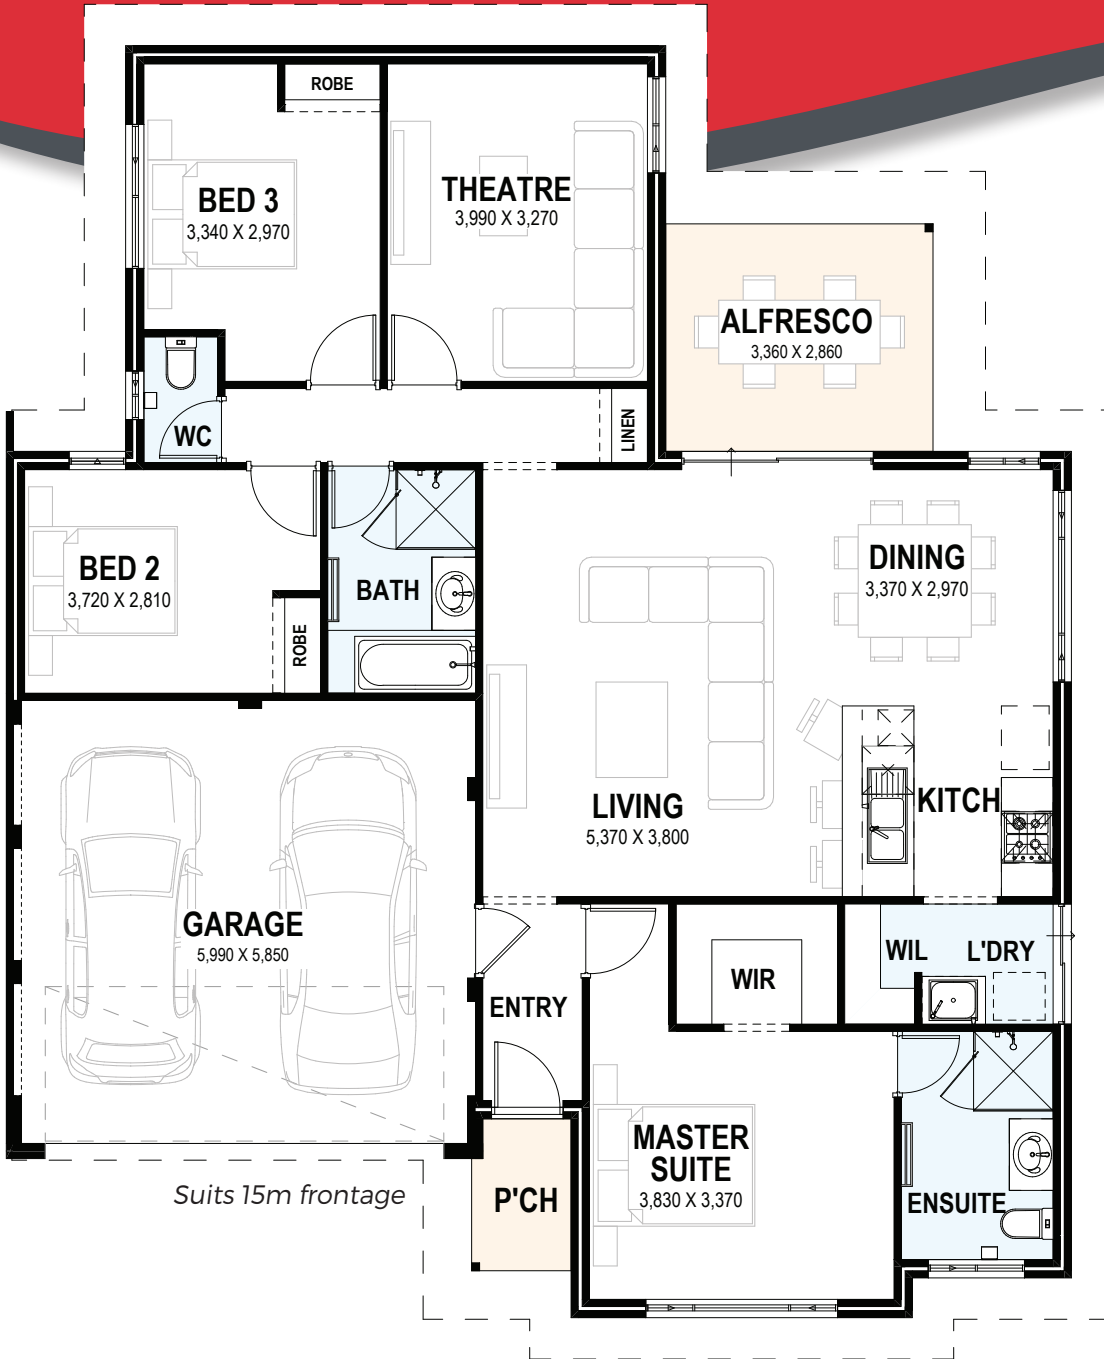 ROBE
BED 3
3,340 X 2,970
THEATRE
3,990 X 3,270
ALFRESCO
3,360 X 2,860
WC
LINEN
BED 2
3,720 X 2,810
ROBE
BATH
DINING
3,370 X 2,970
LIVING
5,370 X 3,800
KITCH
GARAGE
5,990 X 5,850
ENTRY
WIR
WIL
L'DRY
MASTER
SUITE
3,830 X 3,370
ENSUITE
P'CH
Suits 15m frontage